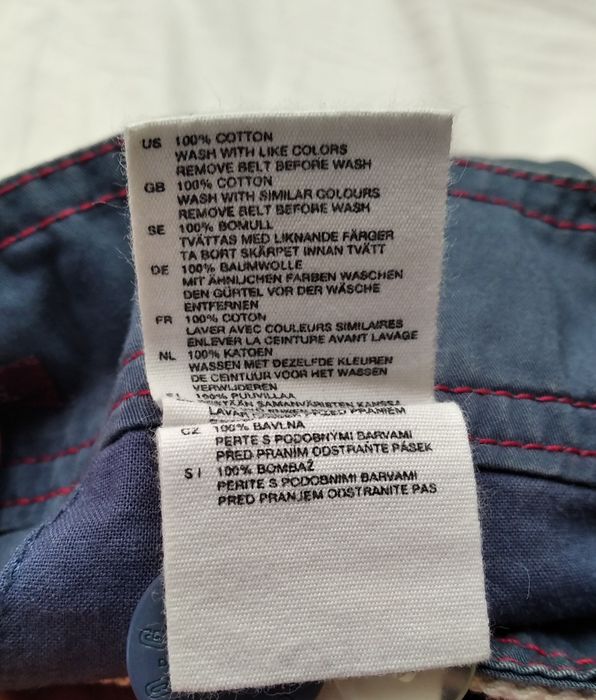 US 100% COTTON
WASH WITH LIKE COLORS
REMOVE BELT BEFORE WASH
GB 100% COTTON
WASH WITH SIMILAR COLOURS
REMOVE BELT BEFORE WASH
SE 100% BOMULL
TVÄTTAS MED LIKNANDE FÄRGER
TA BORT SKÄRPET INNAN TVÄTT
DE 100% BAUMWOLLE
MIT ÄHNLICHEN FARBEN WASCHEN
DEN GÜRTEL VOR DER WÄSCHE
ENTFERNEN
FR 100% COTON
LAVER AVEC COULEURS SIMILAIRES
ENLEVER LA CEINTURE AVANT LAVAGE
NL 100% KATOEN
WASSEN MET DEZELFDE KLEUREN
DE CEINTUUR VOOR HET WASSEN
VERWIJDEREN
100% PUUVILLAA
SAMANVÄRISTEN
PRANIEM
CZ 100% BAVLNA
PERTE S PODOBNÝMI BARVAMI
PŘED PRANÍM ODSTRAŇTE PÁSEK
SI 100% BOMBAŽ
PERITE S PODOBNIMI BARVAMI
PRED PRANJEM ODSTRANITE PAS